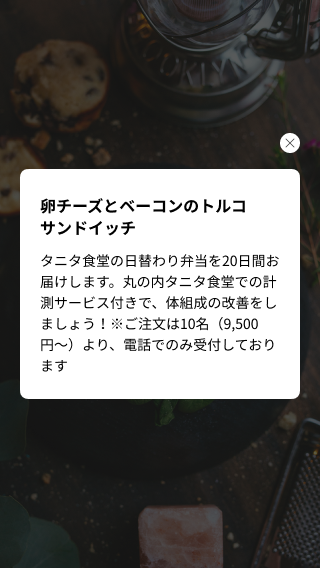 卵チーズとベーコンのトルコ
サンドイッチ
タニタ食堂の日替わり弁当を20日間お
届けします。丸の内タニタ食堂での計
測サービス付きで、体組成の改善をし
ましょう！※ご注文は10名（9,500
円〜）より、電話でのみ受付しており
ます